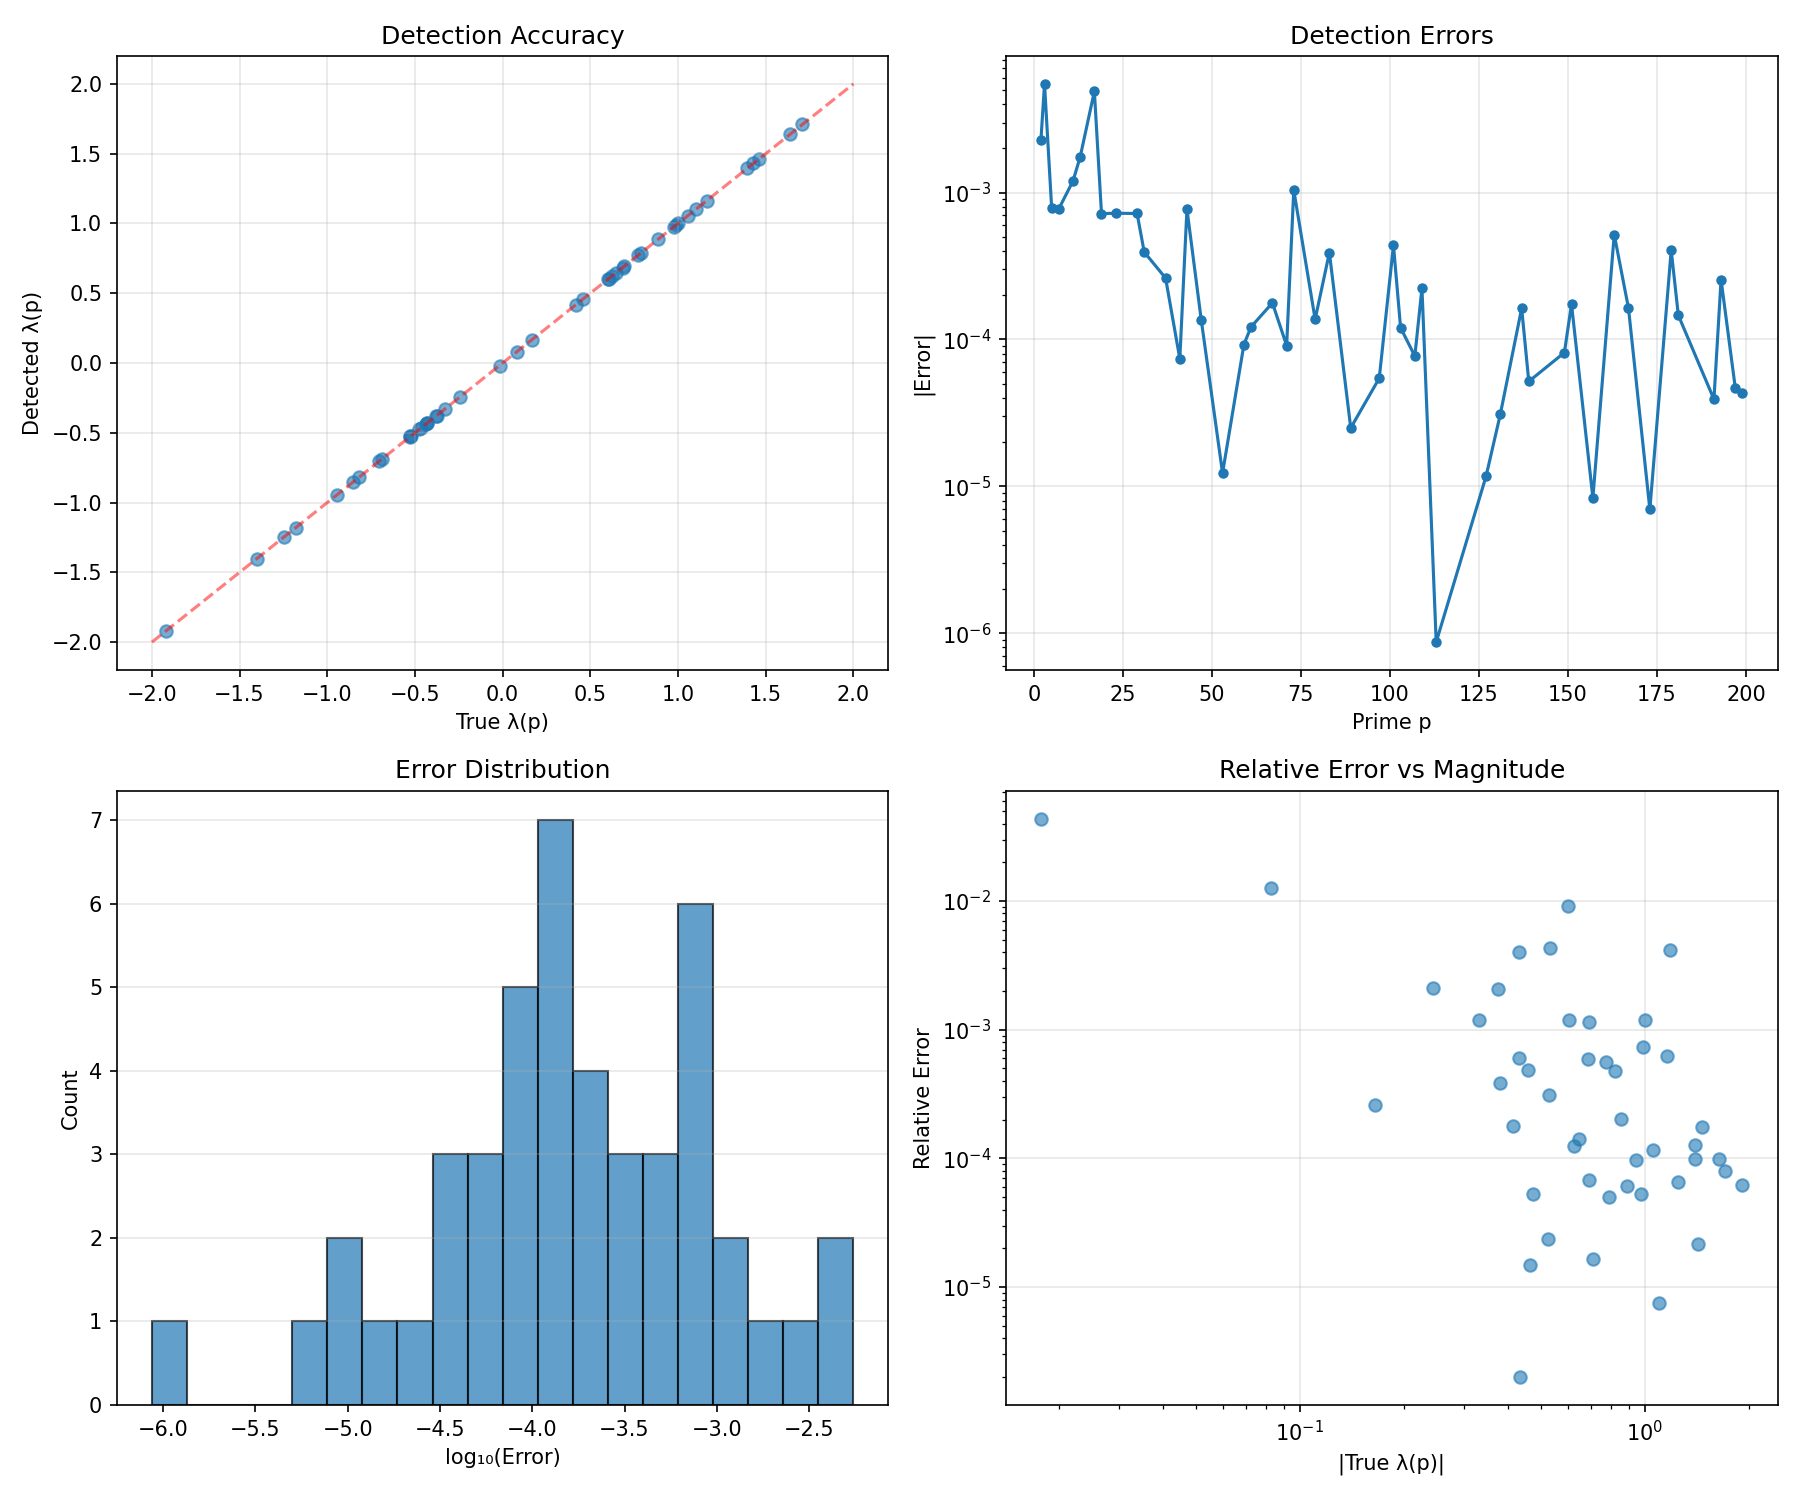 Detection Accuracy
Detected λ(p)
2.0
1.5
1.0
0.5
0.0
−0.5
−1.0
−1.5
−2.0
−2.0 −1.5 −1.0 −0.5 0.0 0.5 1.0 1.5 2.0
True λ(p)
Detection Errors
|Error|
10⁻³
10⁻⁴
10⁻⁵
10⁻⁶
0 25 50 75 100 125 150 175 200
Prime p
Error Distribution
Count
7
6
5
4
3
2
1
0
−6.0 −5.5 −5.0 −4.5 −4.0 −3.5 −3.0 −2.5
log₁₀(Error)
Relative Error vs Magnitude
Relative Error
10⁻²
10⁻³
10⁻⁴
10⁻⁵
10⁻¹ 10⁰
|True λ(p)|